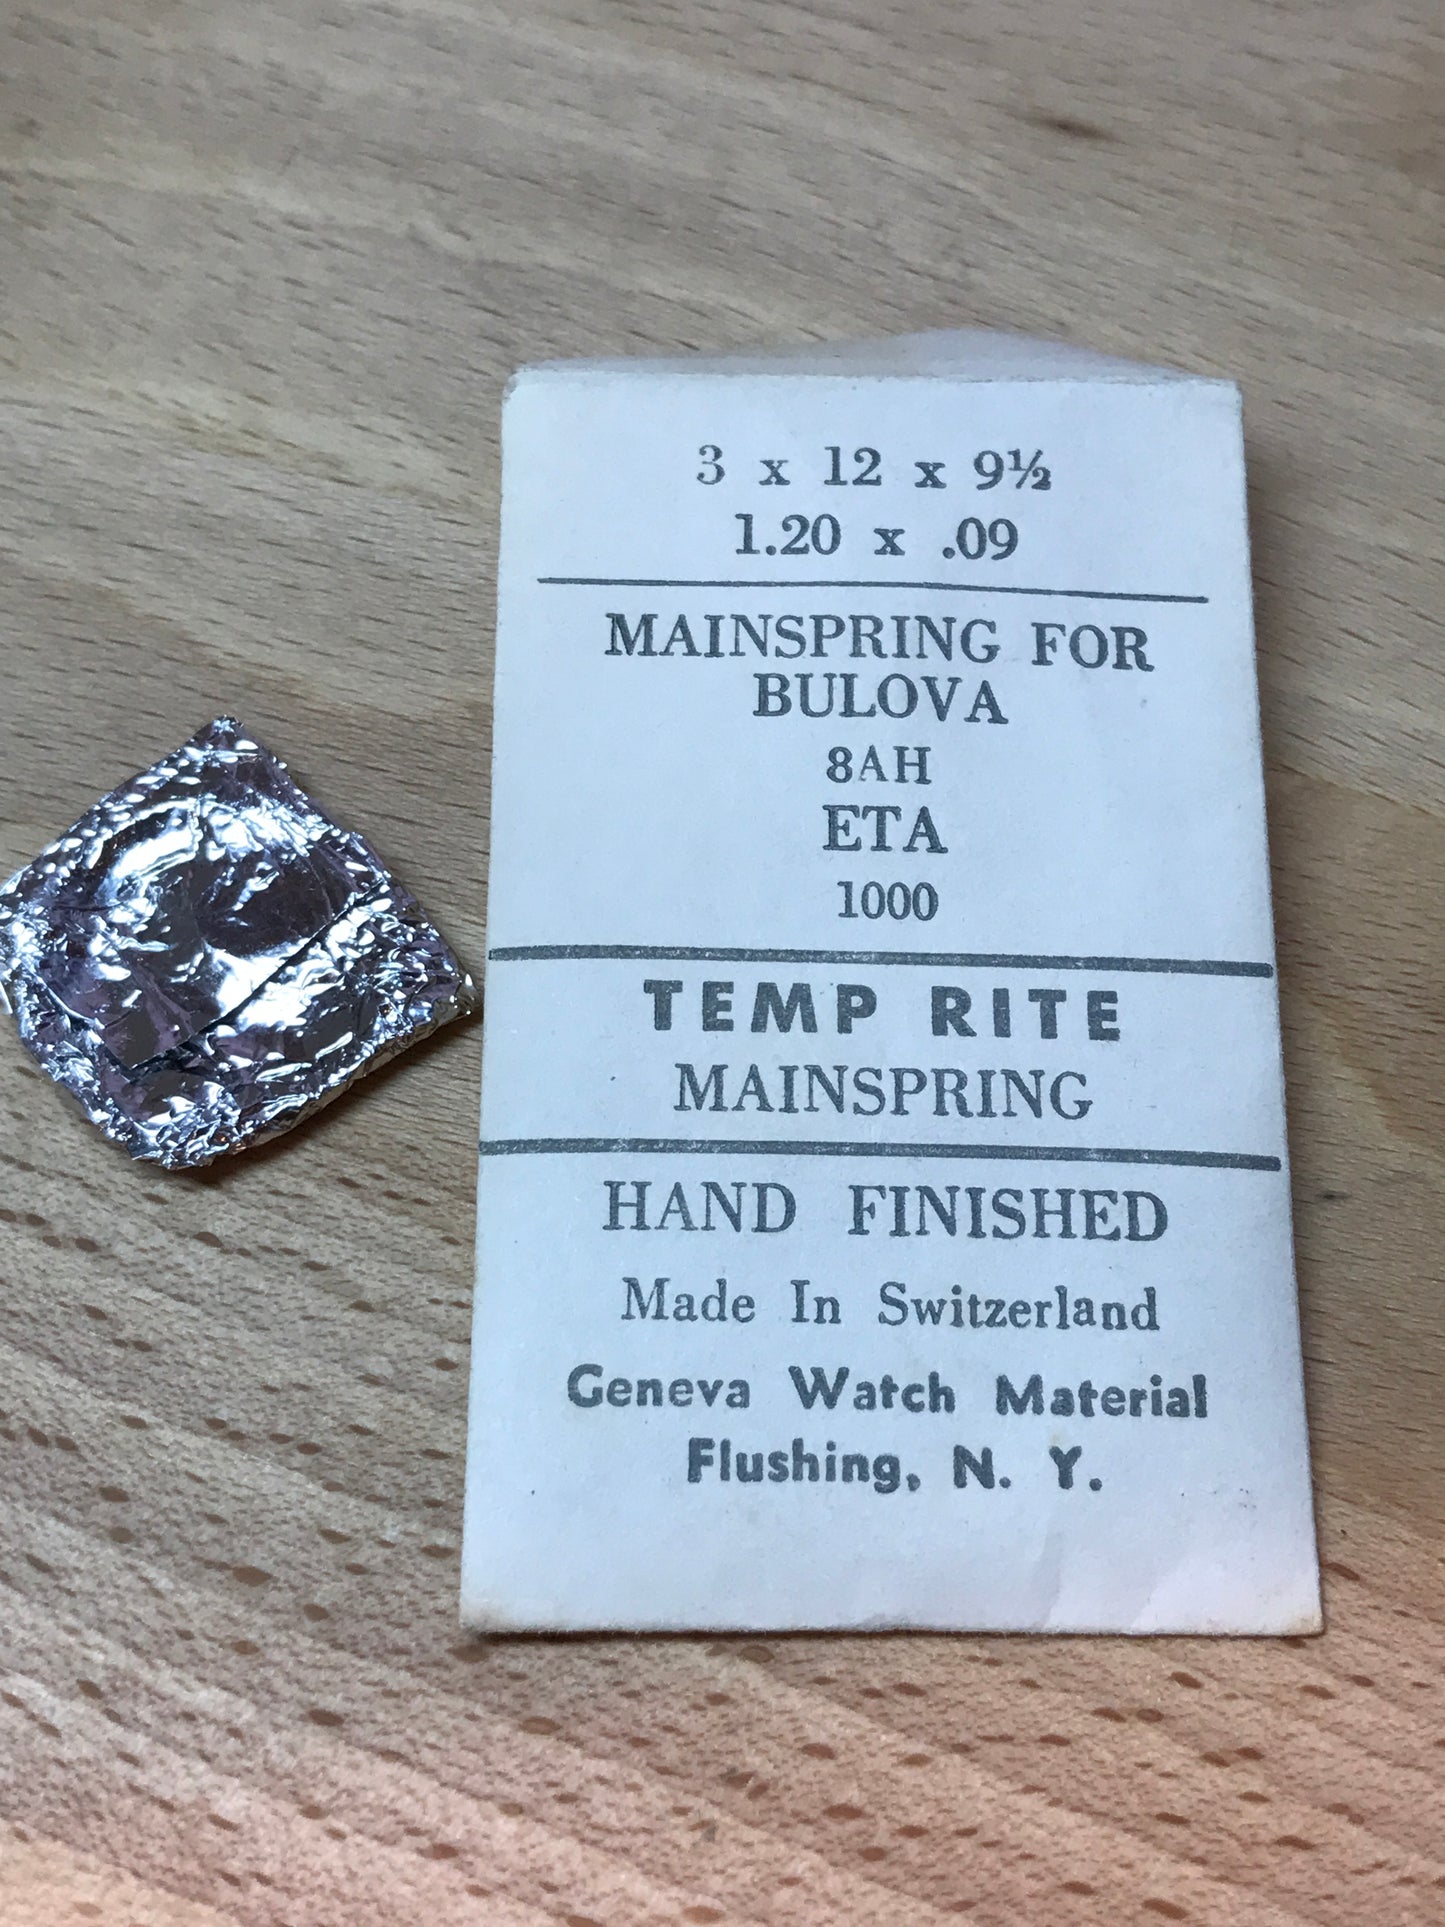 3 x 12 x 9½
1.20 x .09
MAINSPRING FOR
BULOVA
8AH
ETA
1000
TEMP RITE
MAINSPRING
HAND FINISHED
Made In Switzerland
Geneva Watch Material
Flushing, N. Y.